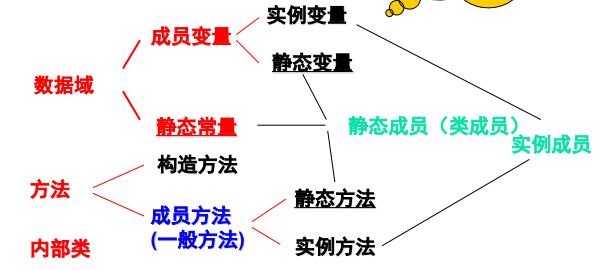 实例变量
成员变量
静态变量
数据域
静态常量
静态成员（类成员）
实例成员
构造方法
方法
静态方法
成员方法
(一般方法)
实例方法
内部类